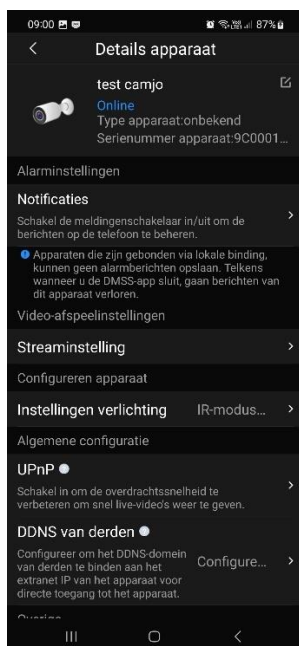 09:00 87%
Details apparaat
test camjo
Online
Type apparaat:onbekend
Serienummer apparaat:9C0001...
Alarminstellingen
Notificaties
Schakel de meldingenschakelaar in/uit om de
berichten op de telefoon te beheren.
Apparaten die zijn gebonden via lokale binding,
kunnen geen alarmberichten
opslaan. Telkens
wanneer u de DMSS-app sluit, gaan berichten van
dit apparaat verloren.
Video-afspeelinstellingen
Streaminstelling
Configureren apparaat
Instellingen verlichting IR-modus...
Algemene configuratie
UPnP
Schakel in om de overdrachtssnelheid te
verbeteren om snel live-video's weer te geven.
DDNS van derden
Configureer om het DDNS-domein
van derden te binden aan het
extranet IP van het apparaat voor
directe toegang tot het apparaat.
Configure...